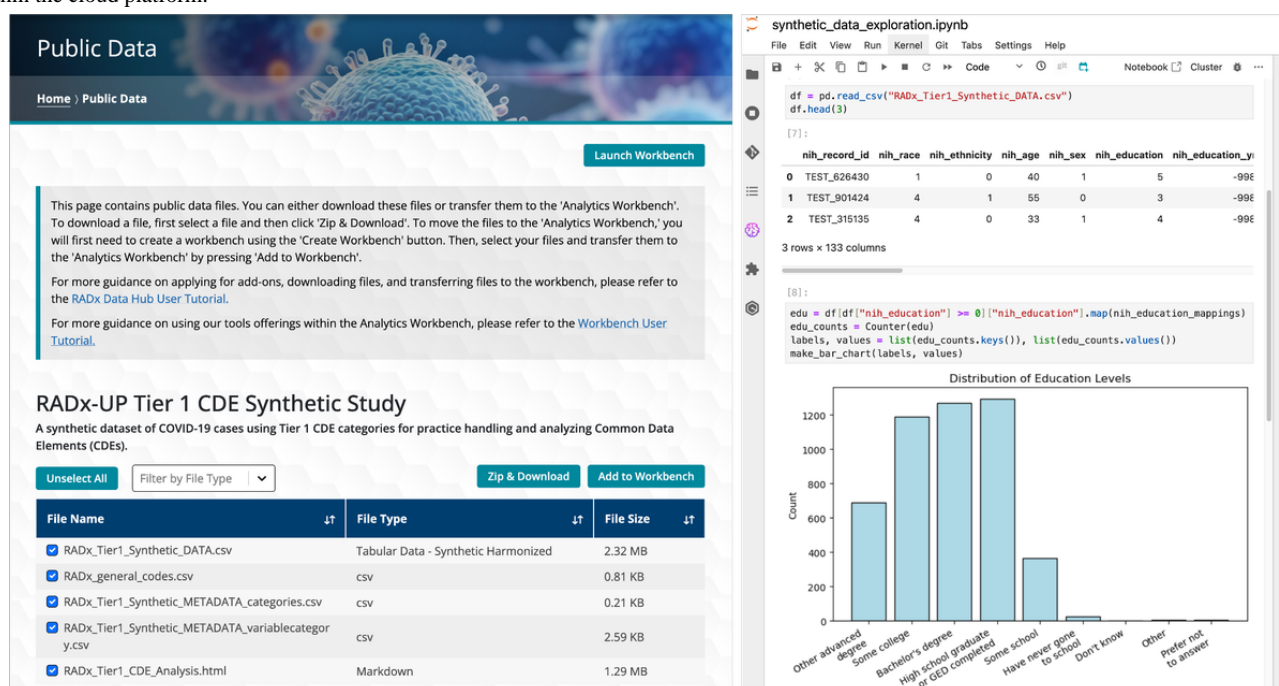 within the cloud platform.
Public Data
Home 〉 Public Data
Launch Workbench
This page contains public data files. You can either download these files or transfer them to the 'Analytics Workbench'.
To download a file, first select a file and then click 'Zip & Download'. To move the files to the 'Analytics Workbench,' you
will first need to create a workbench using the 'Create Workbench' button. Then, select your files and transfer them to
the 'Analytics Workbench' by pressing 'Add to Workbench'.
For more guidance on applying for add-ons, downloading files, and transferring files to the workbench, please refer to
the RADx Data Hub User Tutorial.
For more guidance on using our tools offerings within the Analytics Workbench, please refer to the Workbench User
Tutorial.
RADx-UP Tier 1 CDE Synthetic Study
A synthetic dataset of COVID-19 cases using Tier 1 CDE categories for practice handling and analyzing Common Data
Elements (CDEs).
Unselect All Filter by File Type Zip & Download Add to Workbench
File Name File Type File Size
RADx_Tier1_Synthetic_DATA.csv Tabular Data - Synthetic Harmonized 2.32 MB
RADx_general_codes.csv csv 0.81 KB
RADx_Tier1_Synthetic_METADATA_categories.csv csv 0.21 KB
RADx_Tier1_Synthetic_METADATA_variablecategor
y.csv csv 2.59 KB
RADx_Tier1_CDE_Analysis.html Markdown 1.29 MB
synthetic_data_exploration.ipynb
File Edit View Run Kernel Git Tabs Settings Help
Code git Notebook Cluster
df = pd.read_csv("RADx_Tier1_Synthetic_DATA.csv")
df.head(3)
[7]:
nih_record_id nih_race nih_ethnicity nih_age nih_sex nih_education nih_education_y
0 TEST_626430 1 0 40 1 5 -998
1 TEST_901424 4 1 55 0 3 -998
2 TEST_315135 4 0 33 1 4 -998
3 rows × 133 columns
[8]:
edu = df[df["nih_education"] >= 0]["nih_education"].map(nih_education_mappings)
edu_counts = Counter(edu)
labels, values = list(edu_counts.keys()), list(edu_counts.values())
make_bar_chart(labels, values)
Distribution of Education Levels
Count
1200
1000
800
600
400
200
0
Other advanced
degree
Some college
Bachelor's degree
High school graduate
or GED completed
Some school
Have never gone
to school
Don't know
Other
Prefer not
to answer